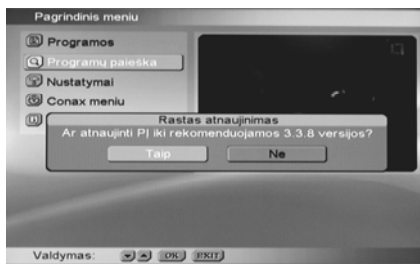 Pagrindinis meniu
Programos
Programų paieška
Nustatymai
Conax meniu
Rastas atnaujinimas
Ar atnaujinti PĮ iki rekomenduojamos 3.3.8 versijos?
Taip
Ne
Valdymas:
OK
EXIT